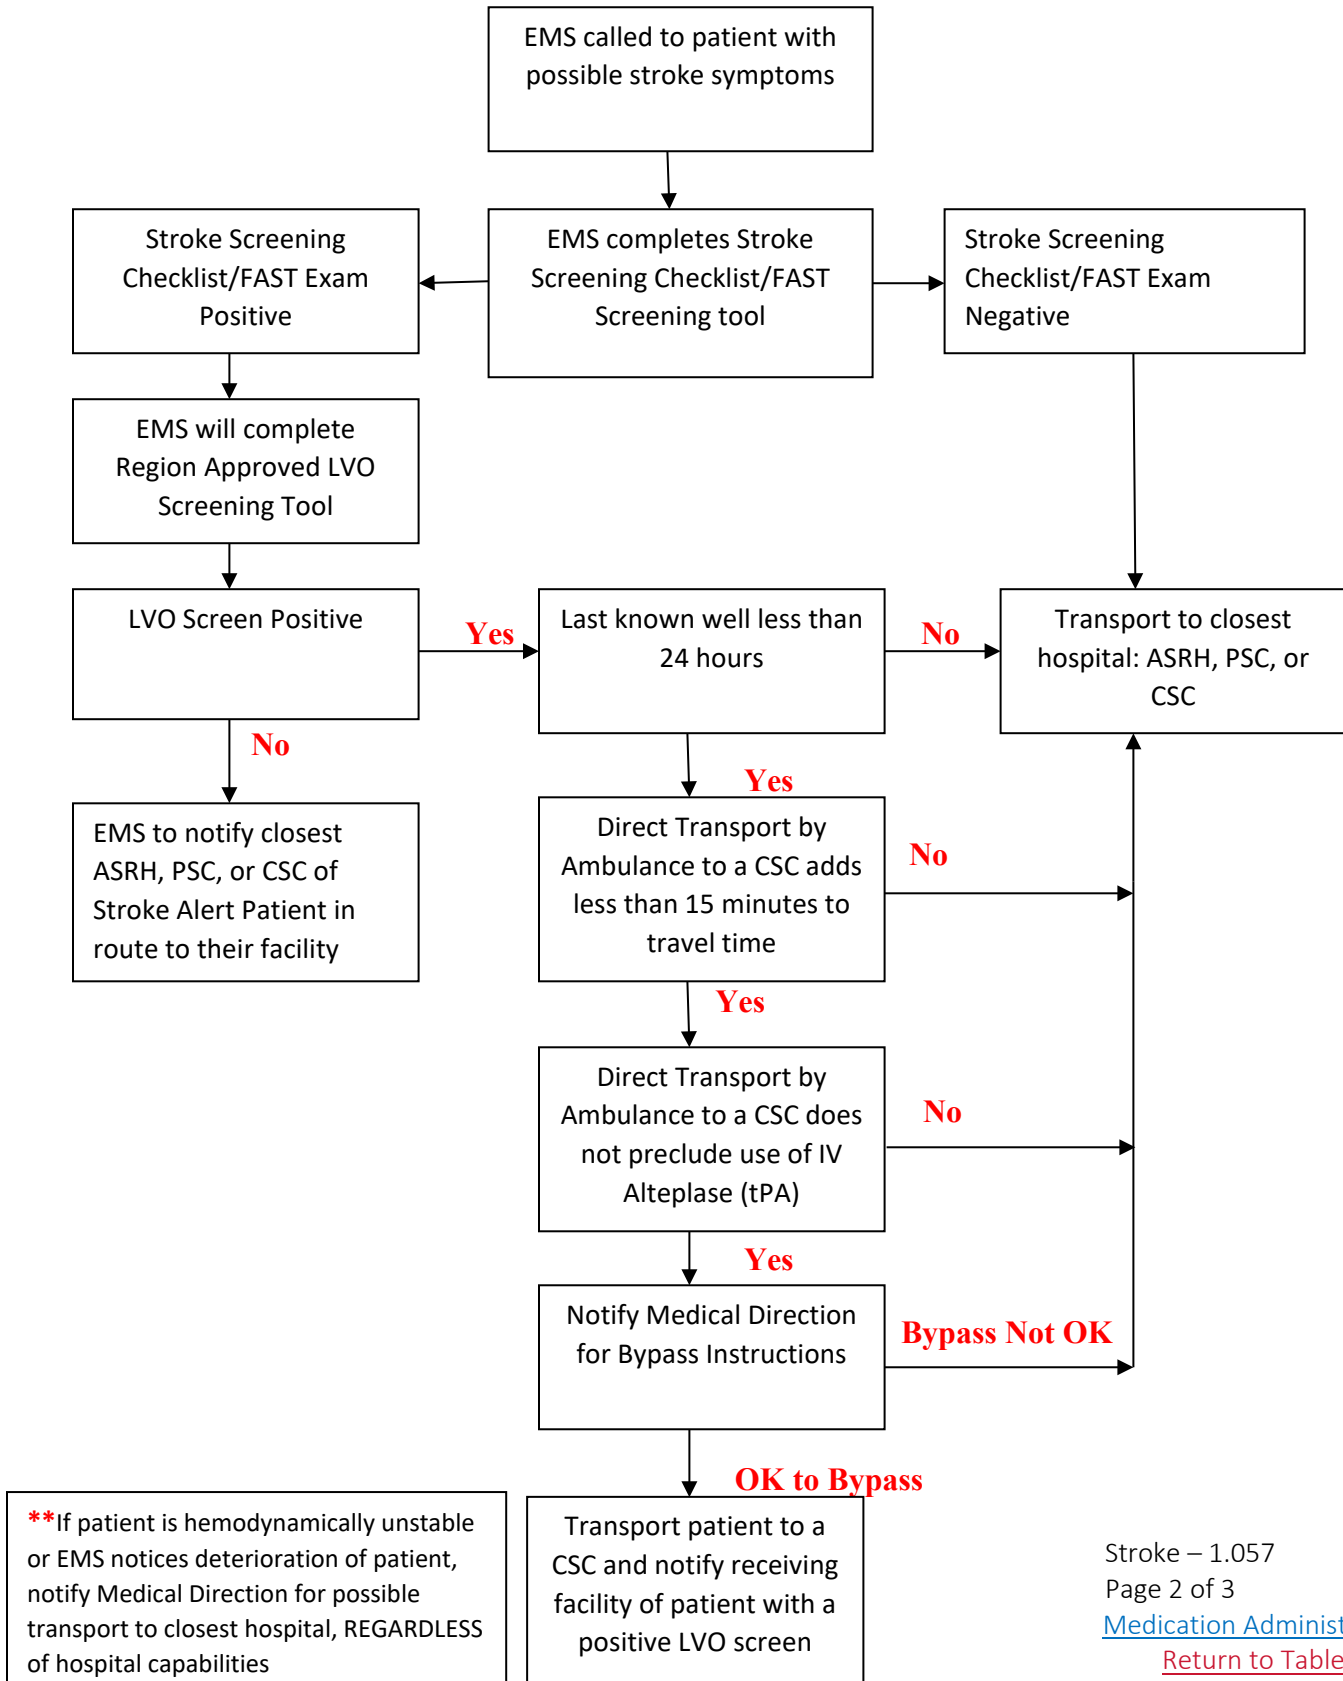 EMS called to patient with
possible stroke symptoms
Stroke Screening
Checklist/FAST Exam
Positive
EMS completes Stroke
Screening Checklist/FAST
Screening tool
Stroke Screening
Checklist/FAST Exam
Negative
EMS will complete
Region Approved LVO
Screening Tool
LVO Screen Positive
Yes
Last known well less than
24 hours
No
Transport to closest
hospital: ASRH, PSC, or
CSC
No
Yes
EMS to notify closest
ASRH, PSC, or CSC of
Stroke Alert Patient in
route to their facility
Direct Transport by
Ambulance to a CSC adds
less than 15 minutes to
travel time
No
Yes
Direct Transport by
Ambulance to a CSC does
not preclude use of IV
Alteplase (tPA)
No
Yes
Notify Medical Direction
for Bypass Instructions
Bypass Not OK
OK to Bypass
**If patient is hemodynamically unstable
or EMS notices deterioration of patient,
notify Medical Direction for possible
transport to closest hospital, REGARDLESS
of hospital capabilities
Transport patient to a
CSC and notify receiving
facility of patient with a
positive LVO screen
Stroke – 1.057
Page 2 of 3
Medication Administ
Return to Table